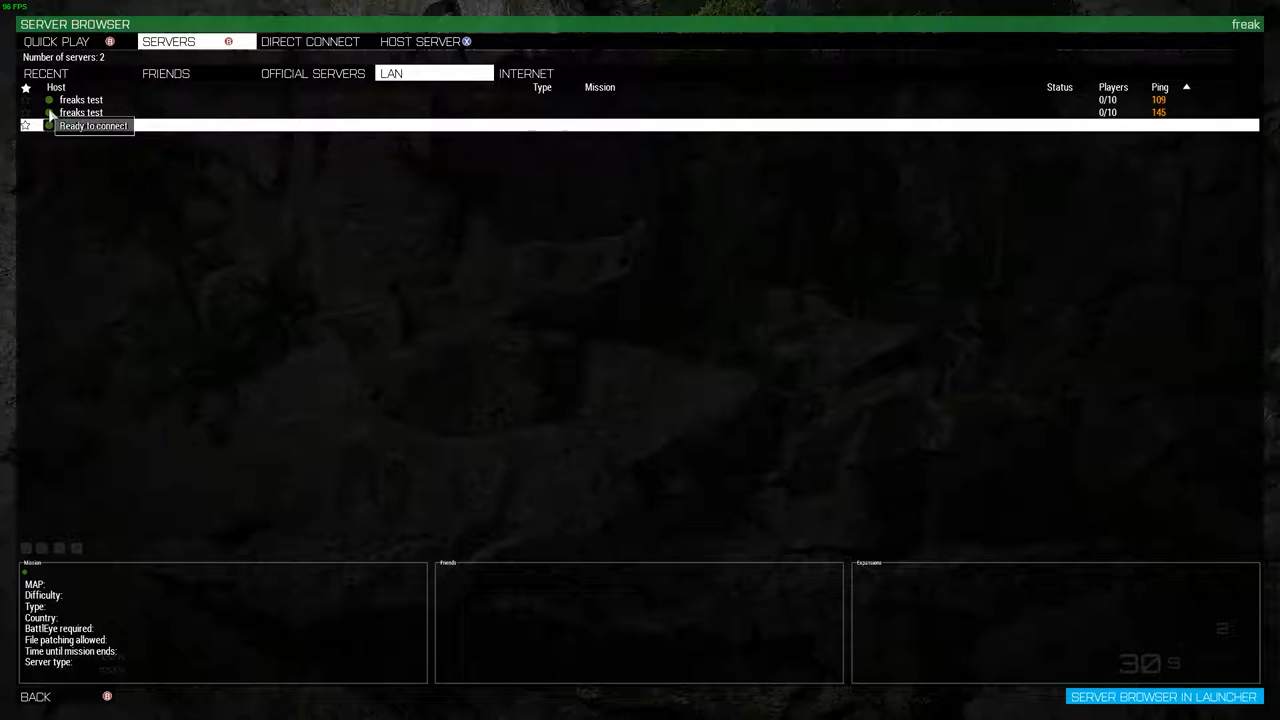 96 FPS
SERVER BROWSER freak
QUICK PLAY B SERVERS B DIRECT CONNECT HOST SERVER X
Number of servers: 2
RECENT FRIENDS OFFICIAL SERVERS LAN INTERNET
Host Type Mission Status Players Ping
freaks test 0/10 109
freaks test 0/10 145
Ready to connect
Mission Friends Expansions
MAP:
Difficulty:
Type:
Country:
BattlEye required:
File patching allowed:
Time until mission ends:
Server type:
30
BACK B SERVER BROWSER IN LAUNCHER